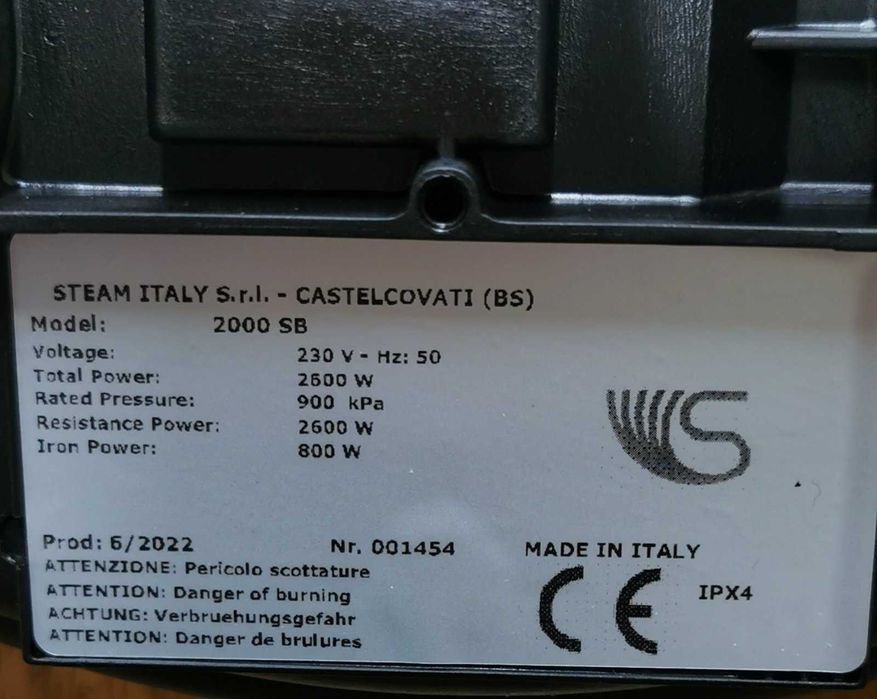 STEAM ITALY S.r.l. - CASTELCOVATI (BS)
Model: 2000 SB
Voltage: 230 V - Hz: 50
Total Power: 2600 W
Rated Pressure: 900 kPa
Resistance Power: 2600 W
Iron Power: 800 W
Prod: 6/2022 Nr. 001454 MADE IN ITALY
ATTENZIONE: Pericolo scottature
ATTENTION: Danger of burning
ACHTUNG: Verbruehungsgefahr
ATTENTION: Danger de brulures
CE IPX4